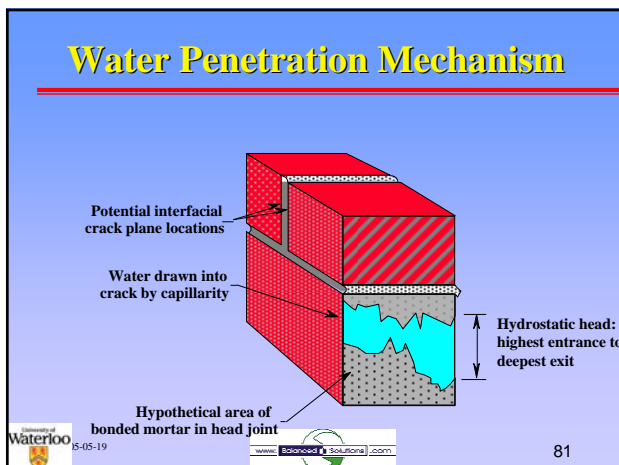 Water Penetration Mechanism
Potential interfacial
crack plane locations
Water drawn into
crack by capillarity
Hydrostatic head:
highest entrance to
deepest exit
Hypothetical area of
bonded mortar in head joint
University of
Waterloo
05-05-19
www. Balanced Solutions .com
81